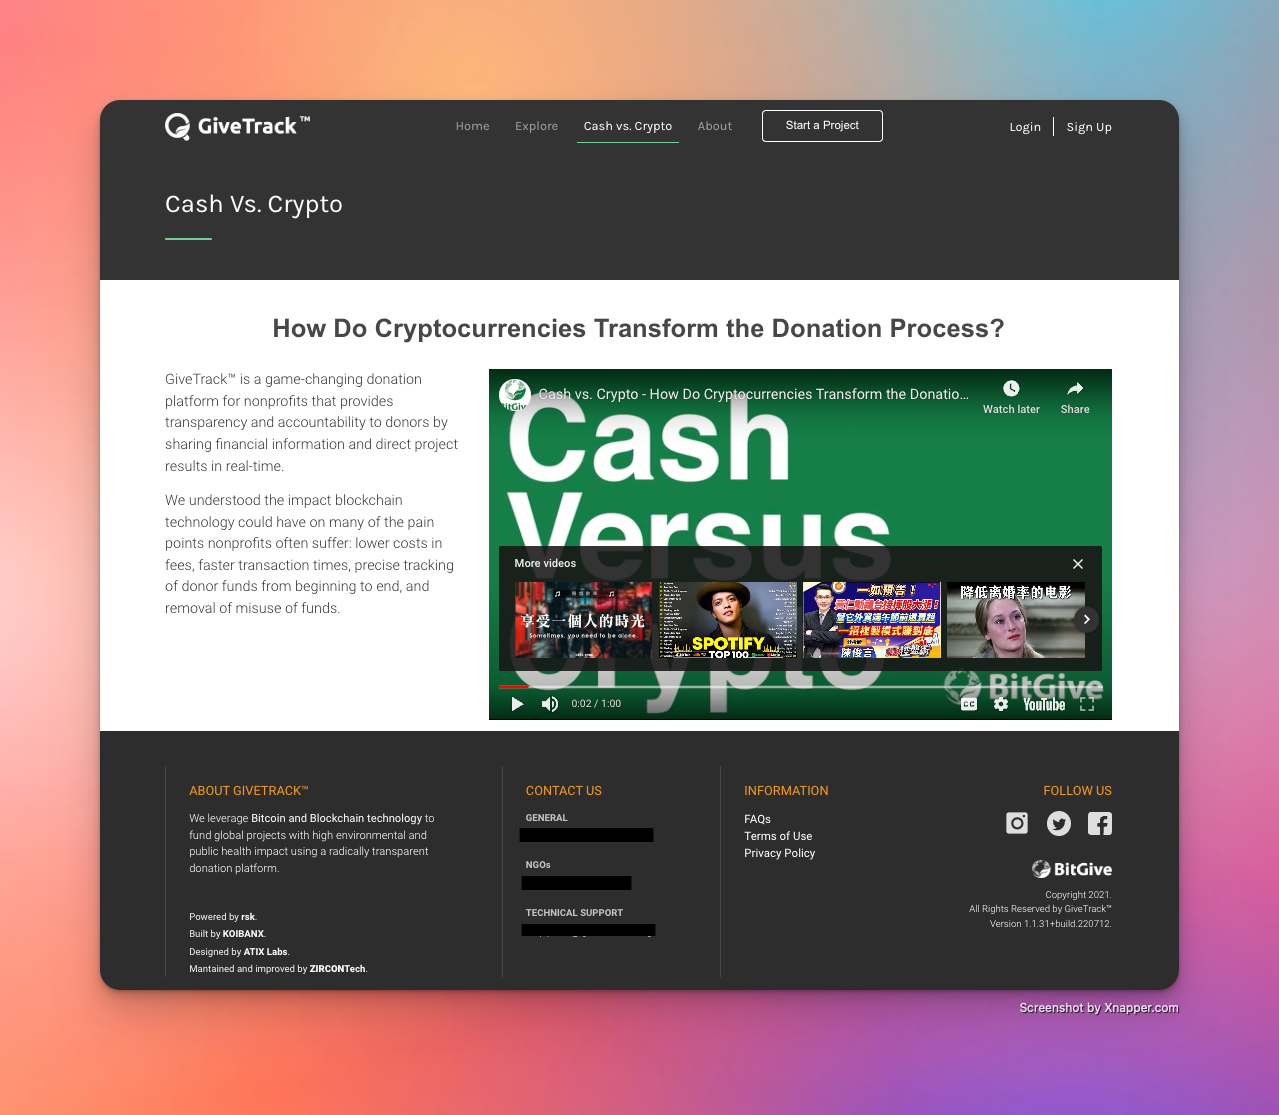 GiveTrack™
Home
Explore
Cash vs. Crypto
About
Start a Project
Login
Sign Up
Cash Vs. Crypto
How Do Cryptocurrencies Transform the Donation Process?
GiveTrack™ is a game-changing donation
platform for nonprofits that provides
transparency and accountability to donors by
sharing financial information and direct project
results in real-time.
We understood the impact blockchain
technology could have on many of the pain
points nonprofits often suffer: lower costs in
fees, faster transaction times, precise tracking
of donor funds from beginning to end, and
removal of misuse of funds.
Cash vs. Crypto - How Do Cryptocurrencies Transform the Donatio...
Watch later
Share
Cash
Versus
Crypto
More videos
享受一個人的時光
Sometimes, you need to be alone.
SPOTIFY
TOP 100
一如預告!
陳俊言
降低离婚率的电影
BitGive
0:02 / 1:00
CC
YouTube
ABOUT GIVETRACK™
We leverage Bitcoin and Blockchain technology to
fund global projects with high environmental and
public health impact using a radically transparent
donation platform.
Powered by rsk.
Built by KOIBANX.
Designed by ATIX Labs.
Mantained and improved by ZIRCONTech.
CONTACT US
GENERAL
NGOs
TECHNICAL SUPPORT
INFORMATION
FAQs
Terms of Use
Privacy Policy
FOLLOW US
BitGive
Copyright 2021.
All Rights Reserved by GiveTrack™
Version 1.1.31+build.220712.
Screenshot by Xnapper.com